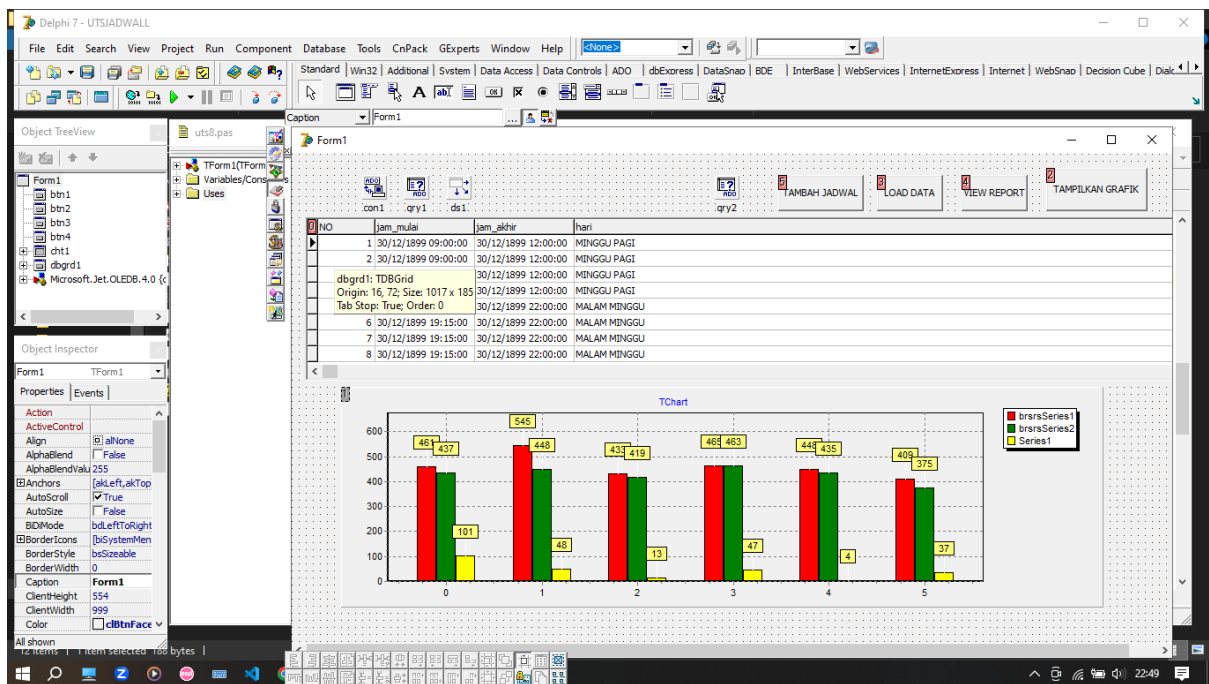 Delphi 7 - UTSJADWALL
File Edit Search View Project Run Component Database Tools CnPack GExperts Window Help <None>
Standard Win32 Additional System Data Access Data Controls ADO dbExpress DataSnap BDE InterBase WebServices InternetExpress Internet WebSnap Decision Cube Dialc
Caption Form1 ...
Object TreeView
Form1
btn1
btn2
btn3
btn4
cht1
dbgrd1
Microsoft.Jet.OLEDB.4.0 {c
uts8.pas
TForm1(TForm
Variables/Cons
Uses
Object Inspector
Form1 TForm1
Properties Events
Action
ActiveControl
Align alNone
AlphaBlend False
AlphaBlendValu 255
Anchors [akLeft,akTop
AutoScroll True
AutoSize False
BiDiMode bdLeftToRight
BorderIcons [biSystemMen
BorderStyle bsSizeable
BorderWidth 0
Caption Form1
ClientHeight 554
ClientWidth 999
Color clBtnFace
All shown
12 items 1 item selected 188 bytes
Form1
con1 qry1 ds1 qry2
5 TAMBAH JADWAL 3 LOAD DATA 4 VIEW REPORT 2 TAMPILKAN GRAFIK
0 NO jam_mulai jam_akhir hari
1 30/12/1899 09:00:00 30/12/1899 12:00:00 MINGGU PAGI
2 30/12/1899 09:00:00 30/12/1899 12:00:00 MINGGU PAGI
30/12/1899 12:00:00 MINGGU PAGI
30/12/1899 12:00:00 MINGGU PAGI
30/12/1899 22:00:00 MALAM MINGGU
6 30/12/1899 19:15:00 30/12/1899 22:00:00 MALAM MINGGU
7 30/12/1899 19:15:00 30/12/1899 22:00:00 MALAM MINGGU
8 30/12/1899 19:15:00 30/12/1899 22:00:00 MALAM MINGGU
dbgrd1: TDBGrid
Origin: 16, 72; Size: 1017 x 185
Tab Stop: True; Order: 0
1
TChart
brsrsSeries1
brsrsSeries2
Series1
600
500
400
300
200
100
0
461 437 101
545 448 48
433 419 13
465 463 47
448 435 4
409 375 37
0 1 2 3 4 5
22:49